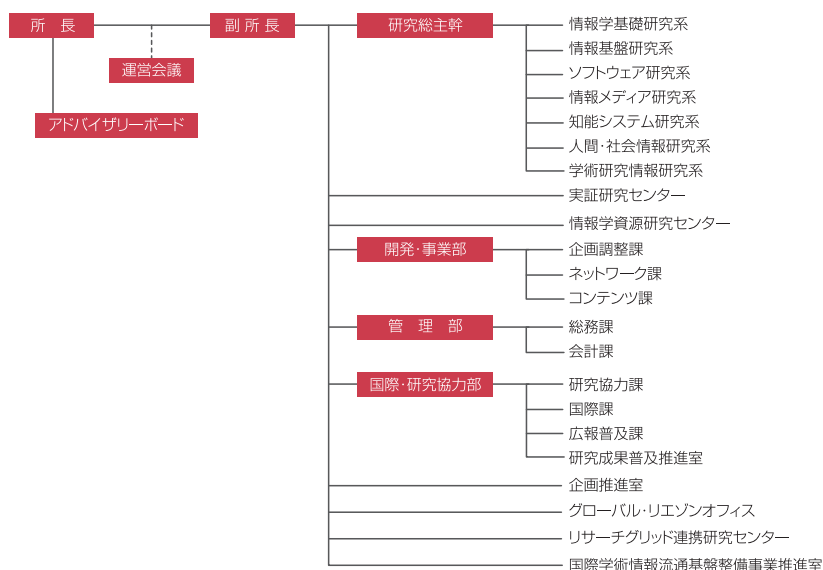 所 長
副 所 長
研究総主幹
運営会議
アドバイザリーボード
情報学基礎研究系
情報基盤研究系
ソフトウェア研究系
情報メディア研究系
知能システム研究系
人間・社会情報研究系
学術研究情報研究系
実証研究センター
情報学資源研究センター
開発・事業部
企画調整課
ネットワーク課
コンテンツ課
管 理 部
総務課
会計課
国際・研究協力部
研究協力課
国際課
広報普及課
研究成果普及推進室
企画推進室
グローバル・リエゾンオフィス
リサーチグリッド連携研究センター
国際学術情報流通基盤整備事業推進室